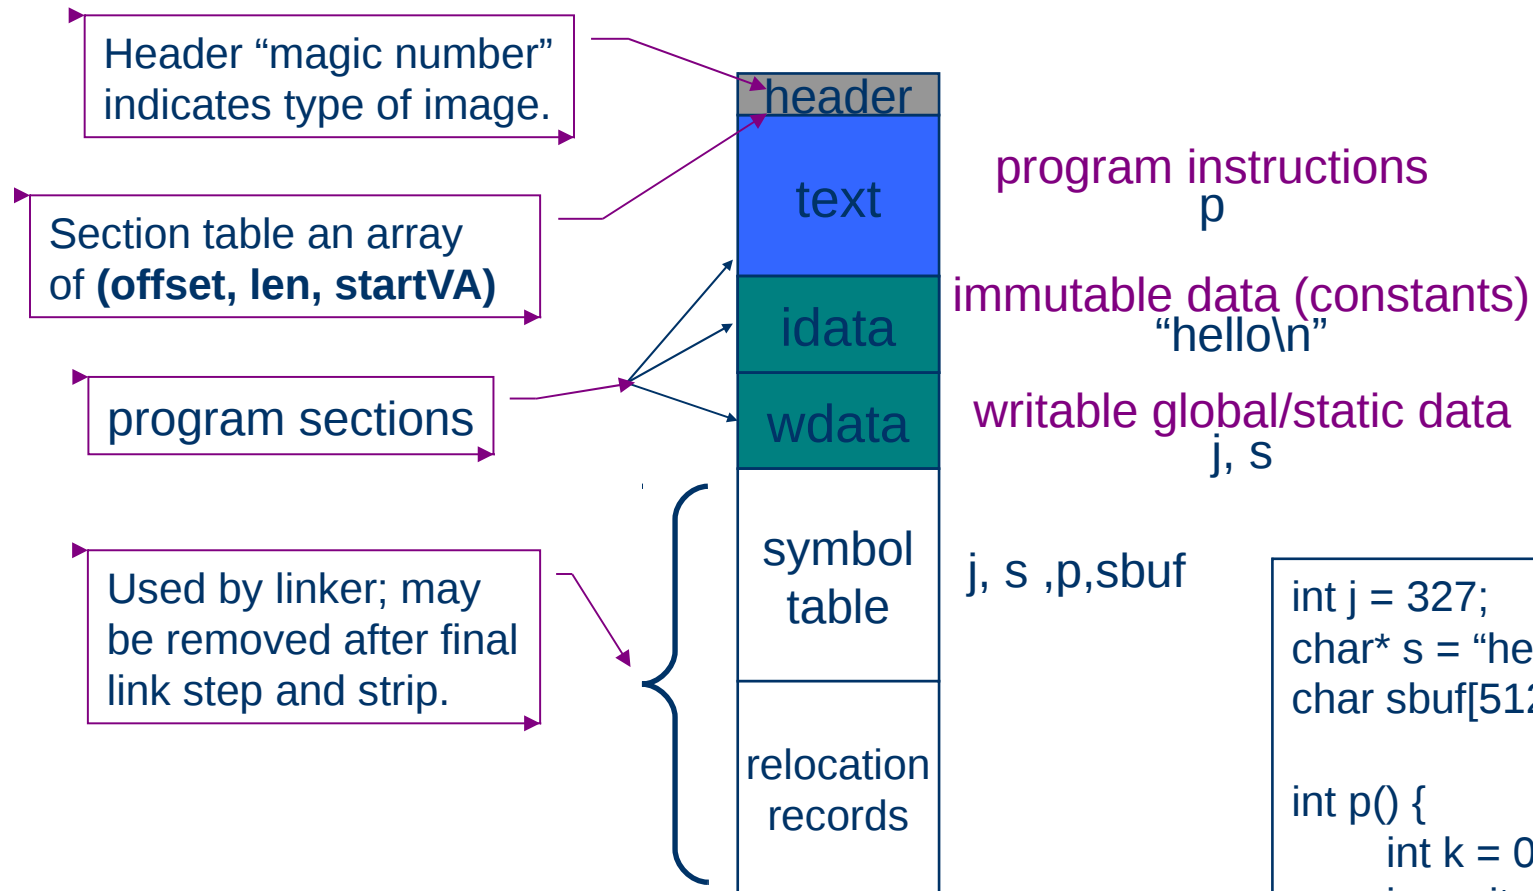 Header “magic number”
indicates type of image.
header
Section table an array
of (offset, len, startVA)
text
program instructions
p
idata
immutable data (constants)
“hello\n”
program sections
wdata
writable global/static data
j, s
symbol
table
j, s ,p,sbuf
Used by linker; may
be removed after final
link step and strip.
relocation
records
int j = 327;
char* s = “he
char sbuf[512
int p() {
int k = 0